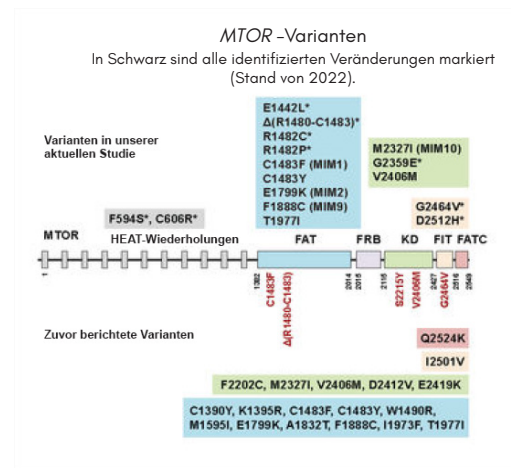 MTOR -Varianten
In Schwarz sind alle identifizierten Veränderungen markiert
(Stand von 2022).
Varianten in unserer
aktuellen Studie
E1442L*
Δ(R1480-C1483)*
R1482C*
R1482P*
C1483F (MIM1)
C1483Y
E1799K (MIM2)
F1888C (MIM9)
T1977I
M2327I (MIM10)
G2359E*
V2406M
G2464V*
D2512H*
F594S*, C606R*
MTOR
HEAT-Wiederholungen
FAT
FRB
KD
FIT
FATC
1
1382
2014
2015
2115
2427
2516
2549
C1483F
Δ(R1480-C1483)
S2215Y
V2406M
G2464V
Zuvor berichtete Varianten
Q2524K
I2501V
F2202C, M2327I, V2406M, D2412V, E2419K
C1390Y, K1395R, C1483F, C1483Y, W1490R,
M1595I, E1799K, A1832T, F1888C, I1973F, T1977I